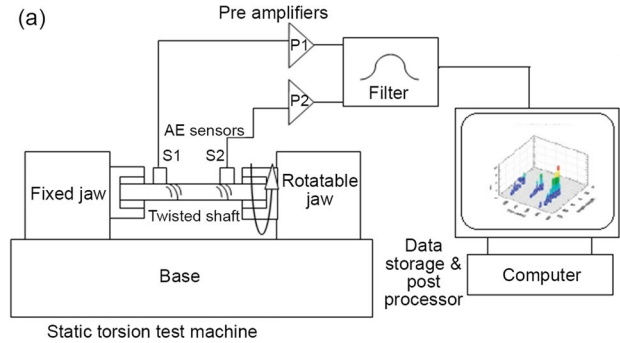 (a)
Pre amplifiers
P1
P2
Filter
AE sensors
S1
S2
Fixed jaw
Rotatable
jaw
Twisted shaft
Base
Data
storage &
post
processor
Computer
Static torsion test machine